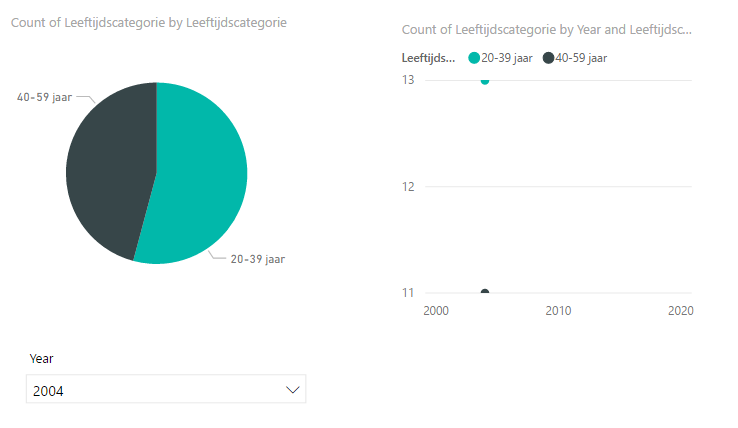 Count of Leeftijdscategorie by Leeftijdscategorie
40-59 jaar
20-39 jaar
Year
2004
Count of Leeftijdscategorie by Year and Leeftijdsc...
Leeftijds... 20-39 jaar 40-59 jaar
13
12
11
2000 2010 2020